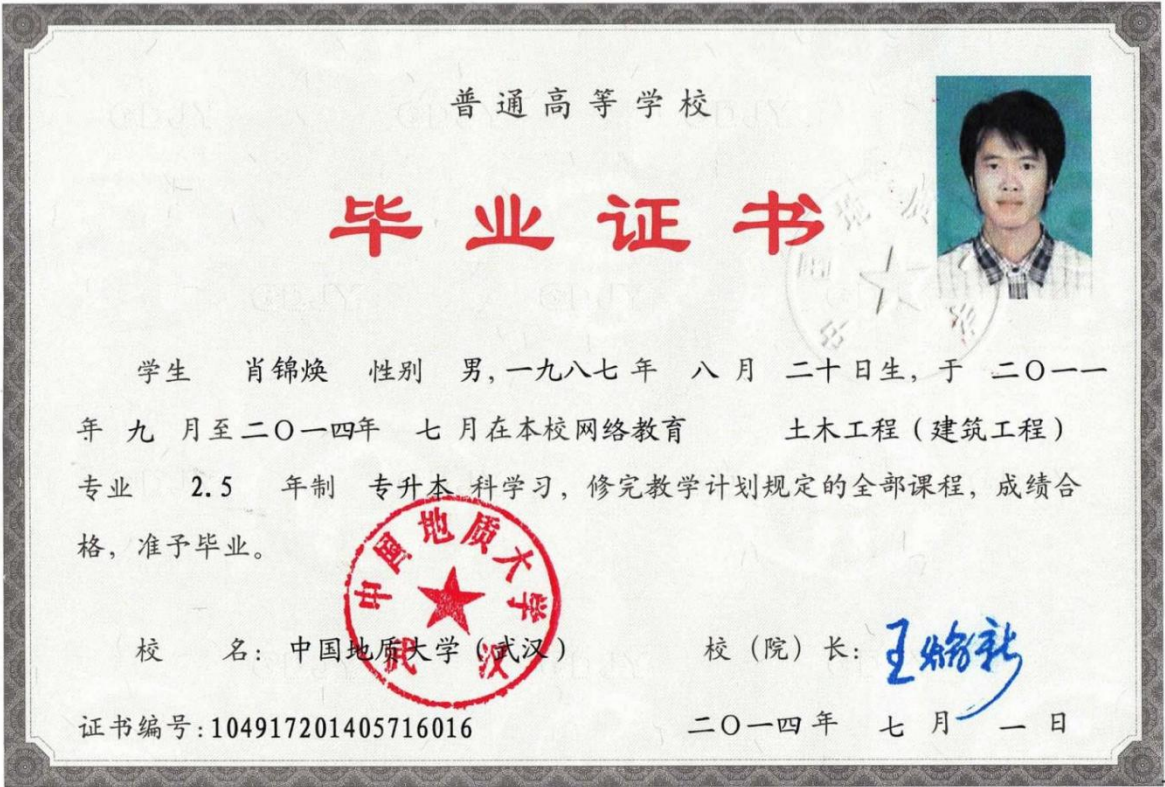 普通高等学校
毕业证书
学生 肖锦焕 性别 男,一九八七年 八月 二十日生,于 二〇一一
年 九 月至二〇一四年 七月在本校网络教育 土木工程(建筑工程)
专业 2.5 年制 专升本 科学习,修完教学计划规定的全部课程,成绩合
格,准予毕业。
中国地质大学
武汉
校 名:中国地质大学(武汉) 校(院)长:
证书编号:104917201405716016 二〇一四年 七月 一日